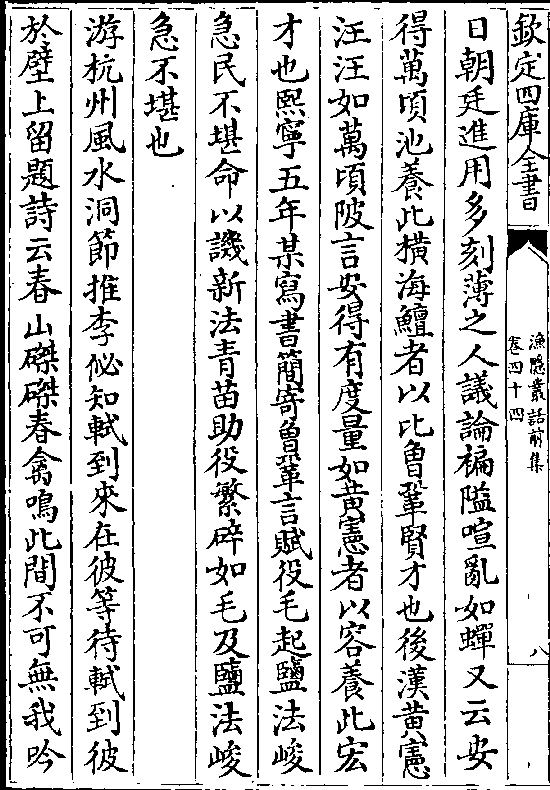 欽定四庫全書
漁隱叢話前集
卷四十四
八
日朝廷進用多刻薄之人議論褊隘喧亂如蟬又云安
得萬頃池養此横海鱣者以比魯鞏賢才也後漢黄憲
汪汪如萬頃陂言安得有度量如黄憲者以容養此宏
才也熙寧五年某寫書簡寄魯鞏言賦役毛起鹽法峻
急民不堪命以譏新法青苗助役繁碎如毛及鹽法峻
急不堪也
游杭州風水洞節推李佖知軾到來在彼等待軾到彼
於壁上留題詩云春山磔磔春禽鳴此間不可無我吟